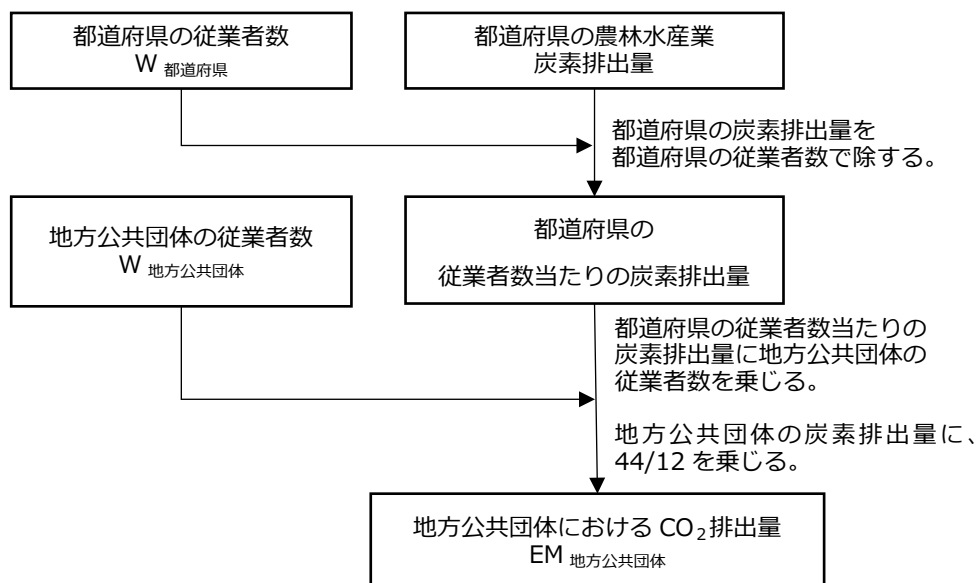 都道府県の従業者数
W 都道府県
都道府県の農林水産業
炭素排出量
都道府県の炭素排出量を
都道府県の従業者数で除する。
地方公共団体の従業者数
W 地方公共団体
都道府県の
従業者数当たりの炭素排出量
都道府県の従業者数当たりの
炭素排出量に地方公共団体の
従業者数を乗じる。
地方公共団体の炭素排出量に、
44/12 を乗じる。
地方公共団体における CO2排出量
EM 地方公共団体